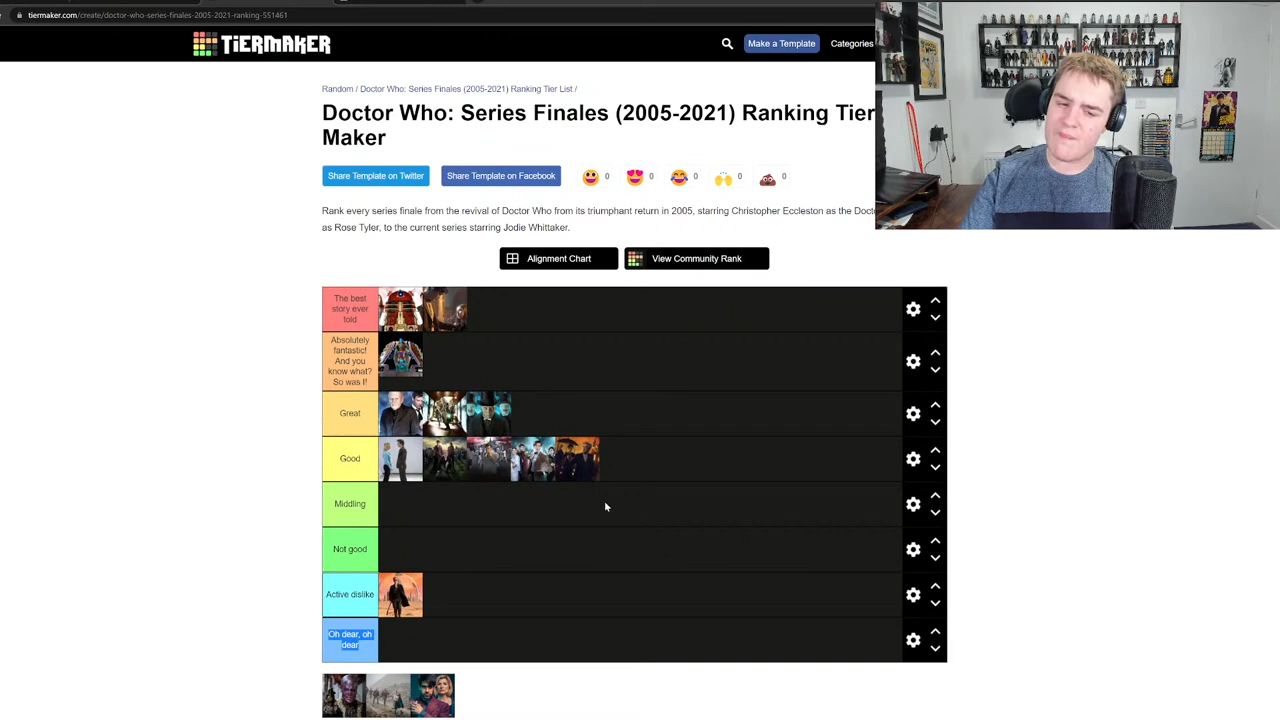 tiermaker.com/create/doctor-who-series-finales-2005-2021-ranking-551461
TiERMAKER
Make a Template
Categories
Random / Doctor Who: Series Finales (2005-2021) Ranking Tier List /
Doctor Who: Series Finales (2005-2021) Ranking Tier
Maker
Share Template on Twitter
Share Template on Facebook
0
0
0
0
0
Rank every series finale from the revival of Doctor Who from its triumphant return in 2005, starring Christopher Eccleston as the Doct
as Rose Tyler, to the current series starring Jodie Whittaker.
Alignment Chart
View Community Rank
The best
story ever
told
Absolutely
fantastic!
And you
know what?
So was I!
Great
Good
Middling
Not good
Active dislike
Oh dear, oh
dear